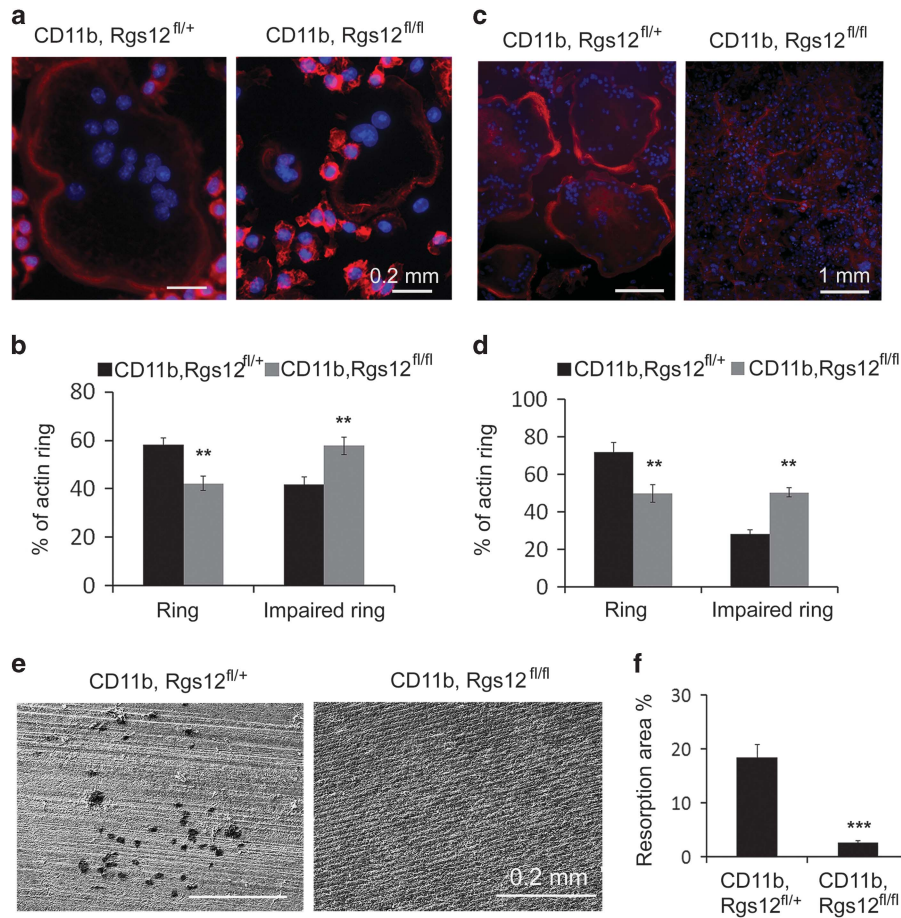 a
CD11b, Rgs12fl/+
CD11b, Rgs12fl/fl
0.2 mm
c
CD11b, Rgs12fl/+
CD11b, Rgs12fl/fl
1 mm
b
CD11b,Rgs12fl/+
CD11b,Rgs12fl/fl
% of actin ring
80
60
40
20
0
**
**
Ring
Impaired ring
d
CD11b,Rgs12fl/+
CD11b,Rgs12fl/fl
% of actin ring
100
80
60
40
20
0
**
**
Ring
Impaired ring
e
CD11b, Rgs12fl/+
CD11b, Rgs12fl/fl
0.2 mm
f
Resorption area %
30
20
10
0
***
CD11b,
Rgs12fl/+
CD11b,
Rgs12fl/fl